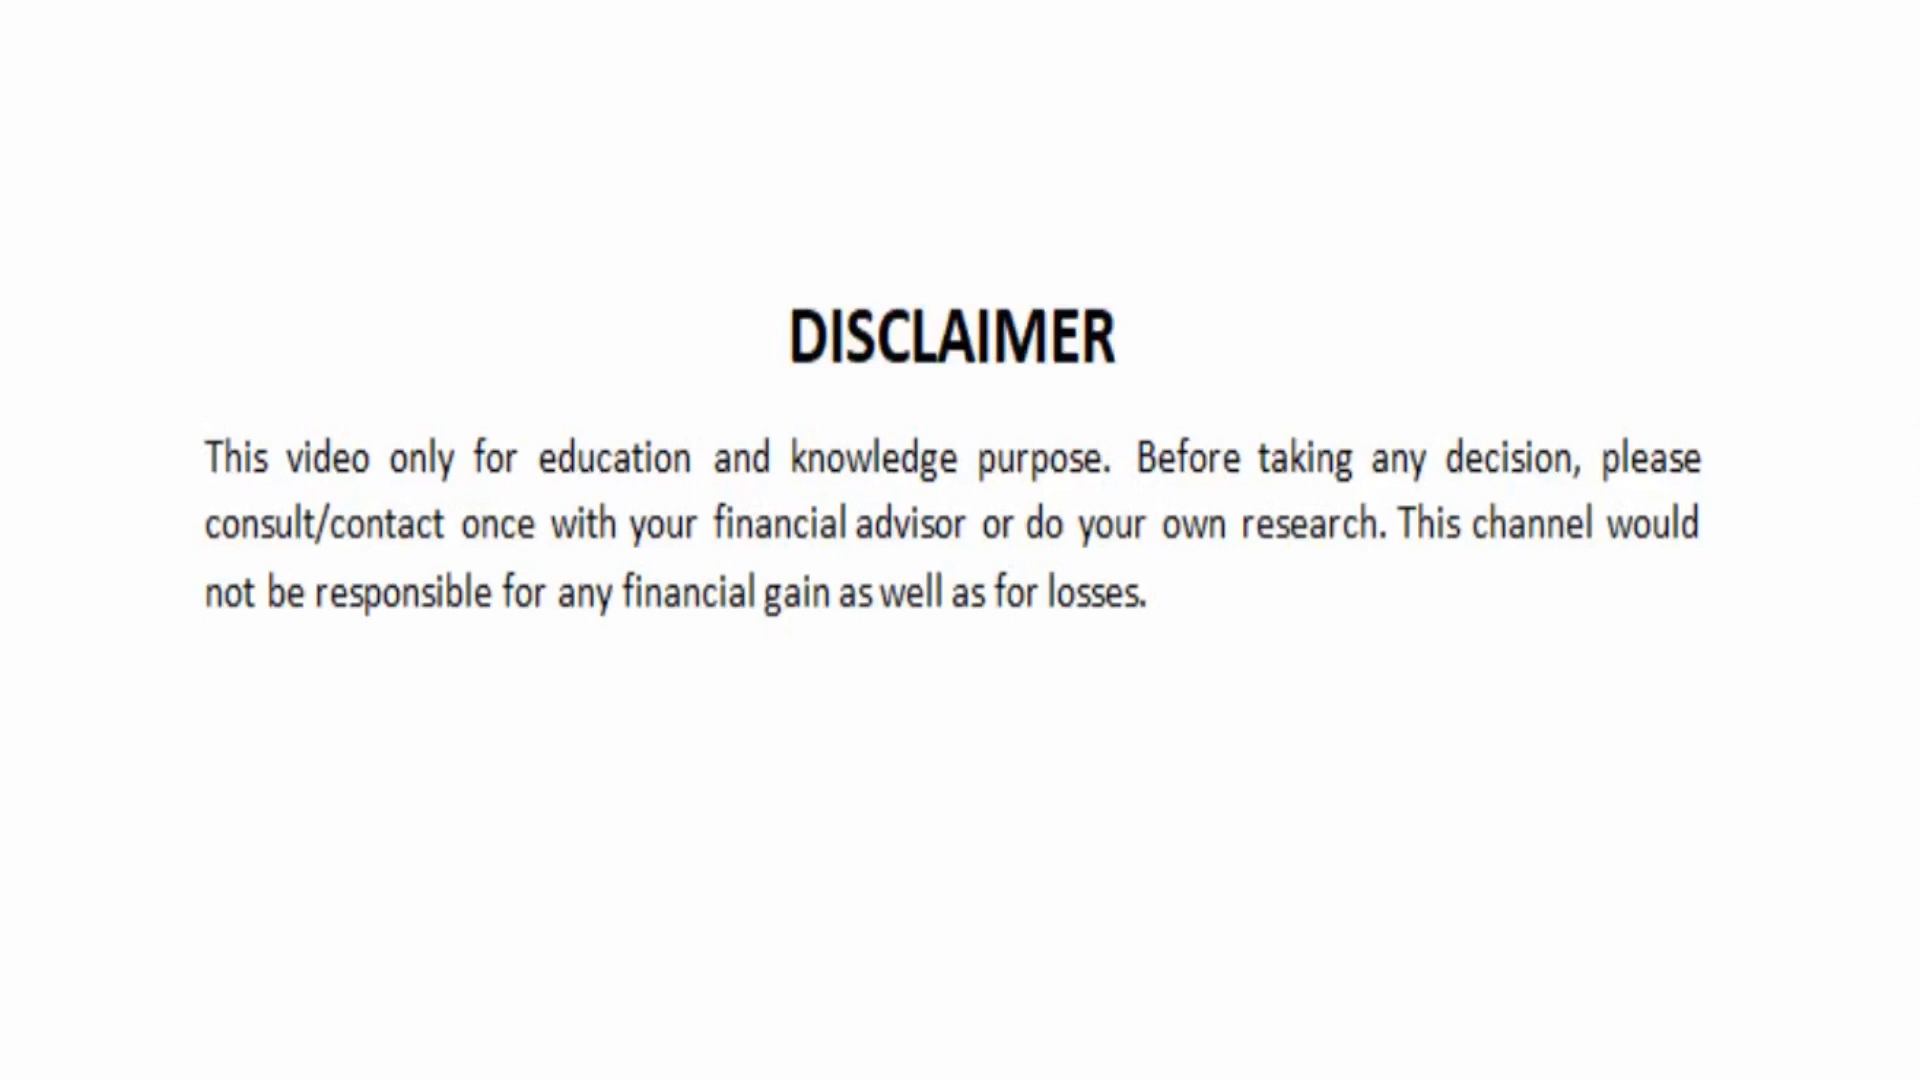 DISCLAIMER
This video only for education and knowledge purpose. Before taking any decision, please
consult/contact once with your financial advisor or do your own research. This channel would
not be responsible for any financial gain as well as for losses.